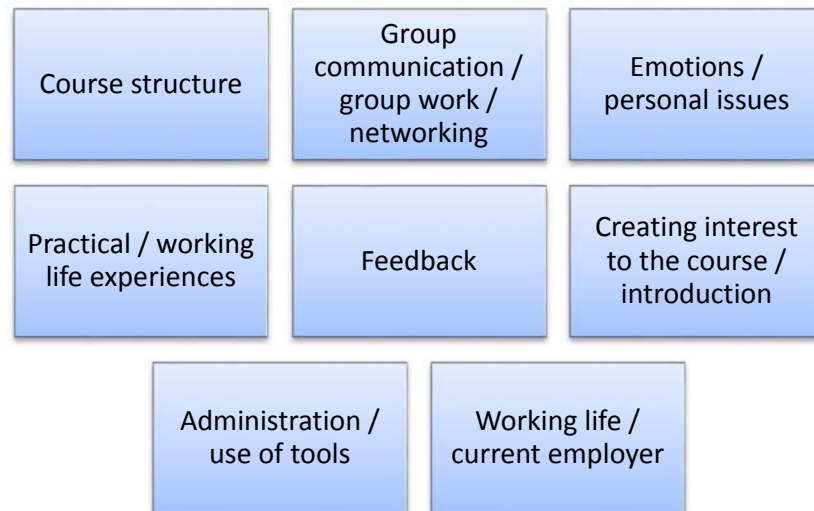 Course structure
Group
communication /
group work /
networking
Emotions /
personal issues
Practical / working
life experiences
Feedback
Creating interest
to the course /
introduction
Administration /
use of tools
Working life /
current employer